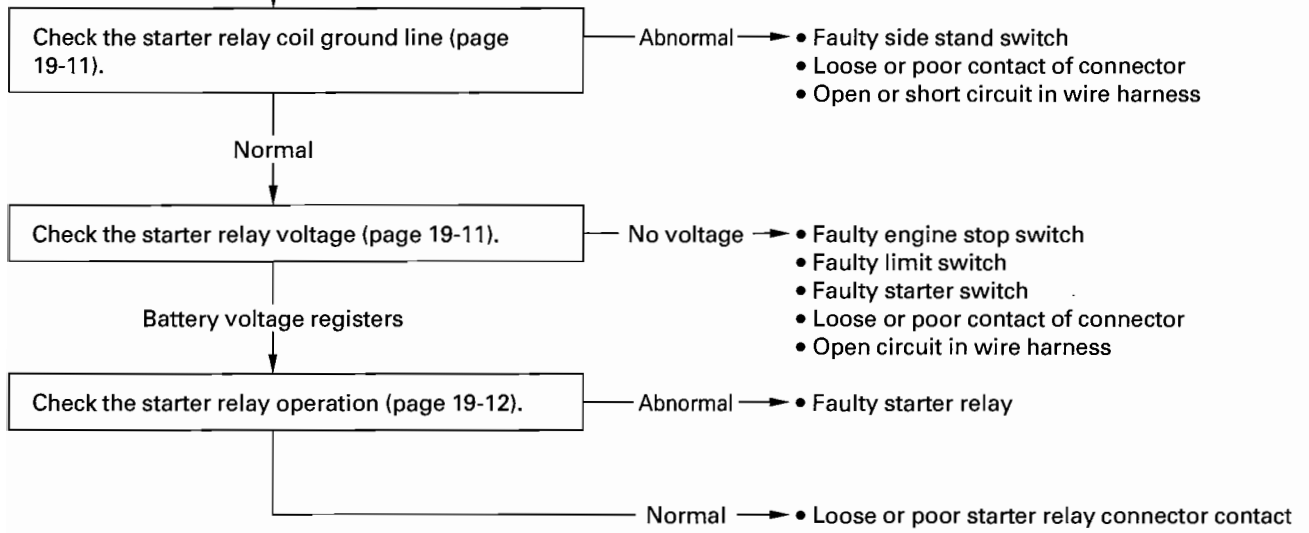 Check the starter relay coil ground line (page
19-11).
Abnormal
• Faulty side stand switch
• Loose or poor contact of connector
• Open or short circuit in wire harness
Normal
Check the starter relay voltage (page 19-11).
No voltage
• Faulty engine stop switch
• Faulty limit switch
• Faulty starter switch
• Loose or poor contact of connector
• Open circuit in wire harness
Battery voltage registers
Check the starter relay operation (page 19-12).
Abnormal
• Faulty starter relay
Normal
• Loose or poor starter relay connector contact